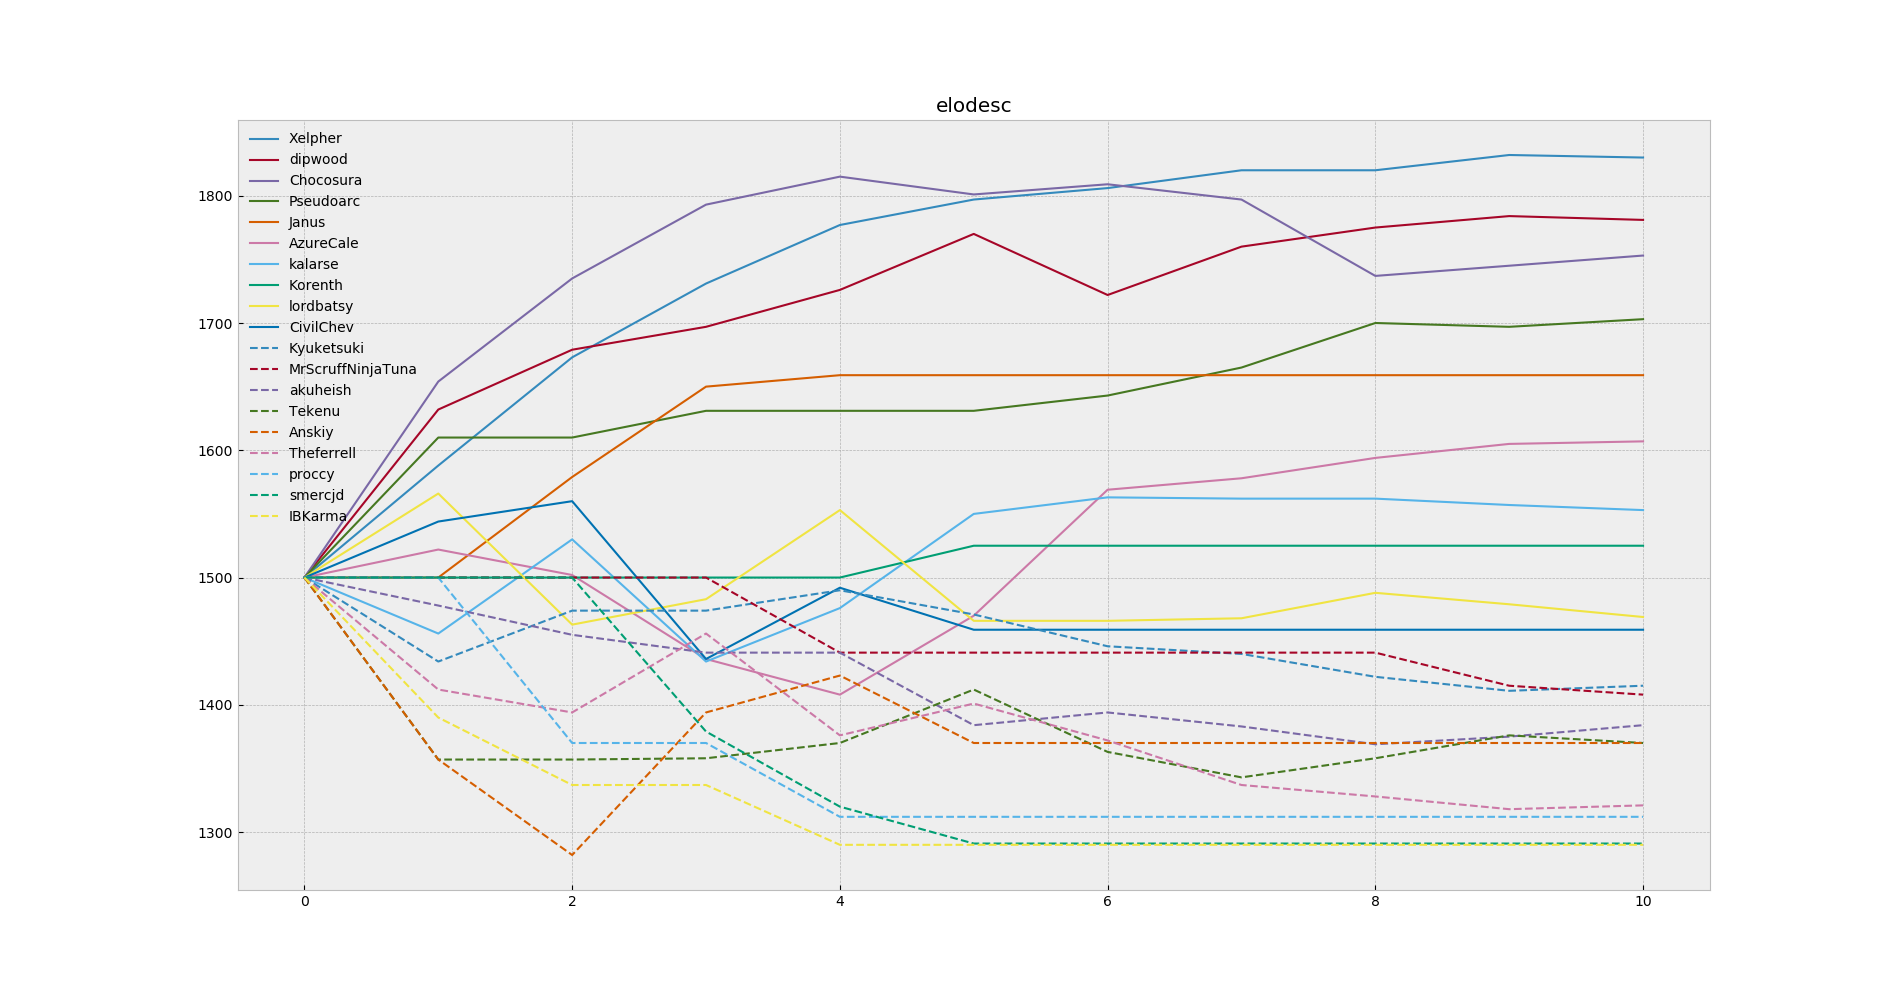 elodesc
Xelpher
dipwood
Chocosura
Pseudoarc
Janus
AzureCale
kalarse
Korenth
lordbatsy
CivilChev
Kyuketsuki
MrScruffNinjaTuna
akuheish
Tekenu
Anskiy
Theferrell
proccy
smercjd
IBKarma
1800
1700
1600
1500
1400
1300
0 2 4 6 8 10